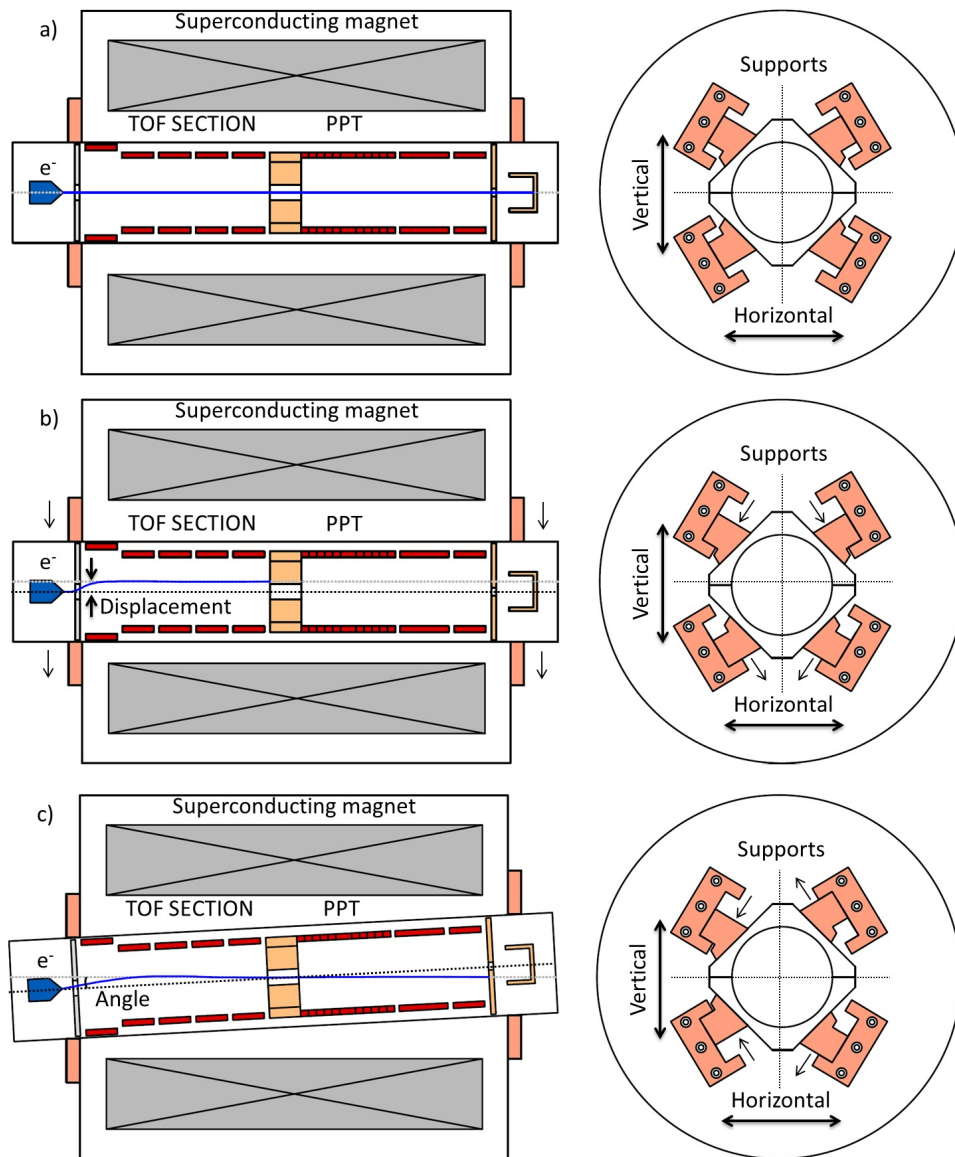 a)
Superconducting magnet
TOF SECTION
PPT
e-
Supports
Vertical
Horizontal
b)
Superconducting magnet
TOF SECTION
PPT
e-
Displacement
Supports
Vertical
Horizontal
c)
Superconducting magnet
TOF SECTION
PPT
e-
Angle
Supports
Vertical
Horizontal